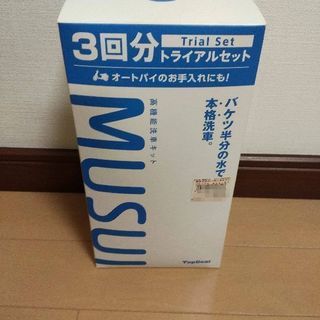 3回分
Trial Set
トライアルセット
オートバイのお手入れにも!
高機能洗車キット
MUSUI
バケツ半分の水で
本格洗車。